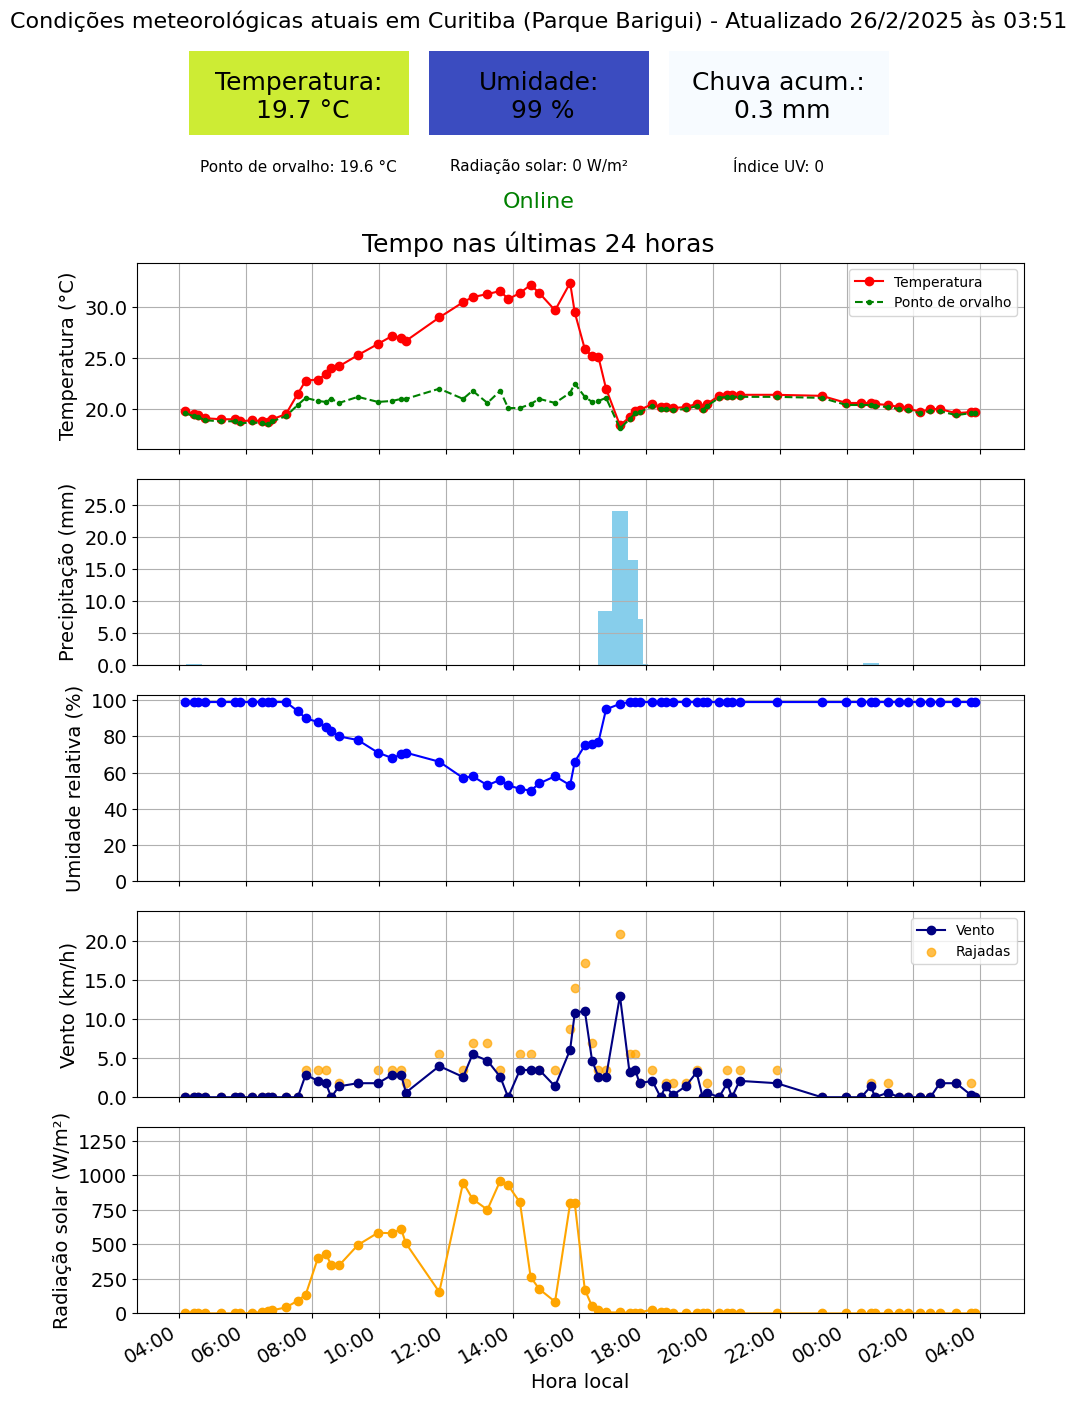 Condições meteorológicas atuais em Curitiba (Parque Barigui) - Atualizado 26/2/2025 às 03:51
Temperatura:
19.7 °C
Umidade:
99 %
Chuva acum.:
0.3 mm
Ponto de orvalho: 19.6 °C
Radiação solar: 0 W/m²
Índice UV: 0
Online
Tempo nas últimas 24 horas
Temperatura (°C)
30.0
25.0
20.0
Temperatura
Ponto de orvalho
Precipitação (mm)
25.0
20.0
15.0
10.0
5.0
0.0
Umidade relativa (%)
100
80
60
40
20
0
Vento (km/h)
20.0
15.0
10.0
5.0
0.0
Vento
Rajadas
Radiação solar (W/m²)
1250
1000
750
500
250
0
04:00 06:00 08:00 10:00 12:00 14:00 16:00 18:00 20:00 22:00 00:00 02:00 04:00
Hora local